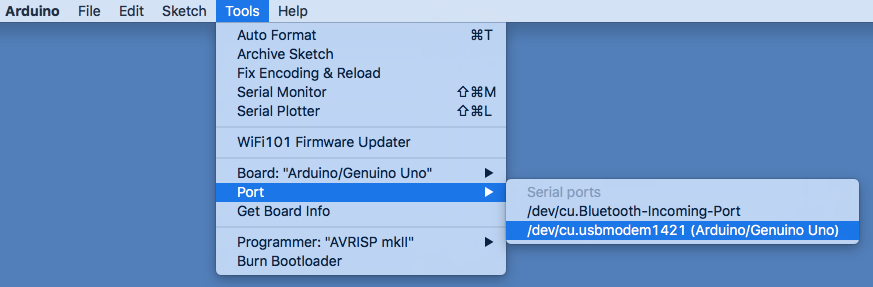 Arduino File Edit Sketch Tools Help
Auto Format ⌘T
Archive Sketch
Fix Encoding & Reload
Serial Monitor ⇧⌘M
Serial Plotter ⇧⌘L
WiFi101 Firmware Updater
Board: "Arduino/Genuino Uno" ▶
Port ▶
Serial ports
/dev/cu.Bluetooth-Incoming-Port
/dev/cu.usbmodem1421 (Arduino/Genuino Uno)
Get Board Info
Programmer: "AVRISP mkII" ▶
Burn Bootloader